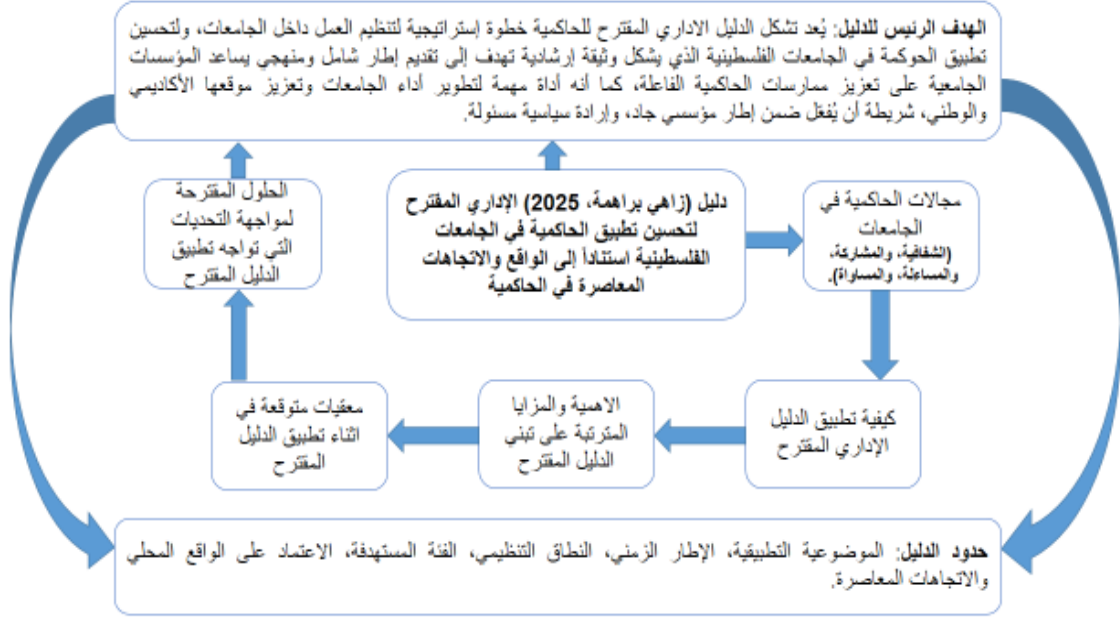 الهدف الرئيس للدليل: يُعد تشكل الدليل الاداري المقترح للحاكمية خطوة إستراتيجية لتنظيم العمل داخل الجامعات، ولتحسين
تطبيق الحوكمة في الجامعات الفلسطينية الذي يشكل وثيقة إرشادية تهدف إلى تقديم إطار شامل ومنهجي يساعد المؤسسات
الجامعية على تعزيز ممارسات الحاكمية الفاعلة، كما أنه أداة مهمة لتطوير أداء الجامعات وتعزيز موقعها الأكاديمي
والوطني، شريطة أن يُفعّل ضمن إطار مؤسسي جاد، وإرادة سياسية مسئولة.
دليل (زاهي براهمة، 2025) الإداري المقترح
لتحسين تطبيق الحاكمية في الجامعات
الفلسطينية استناداً إلى الواقع والاتجاهات
المعاصرة في الحاكمية
مجالات الحاكمية في
الجامعات
(الشفافية، والمشاركة،
والمساءلة، والمساواة).
كيفية تطبيق الدليل
الإداري المقترح
الاهمية والمزايا
المترتبة على تبني
الدليل المقترح
معقيات متوقعة في
اثناء تطبيق الدليل
المقترح
الحلول المقترحة
لمواجهة التحديات
التي تواجه تطبيق
الدليل المقترح
حدود الدليل: الموضوعية التطبيقية، الإطار الزمني، النطاق التنظيمي، الفئة المستهدفة، الاعتماد على الواقع المحلي
والاتجاهات المعاصرة.